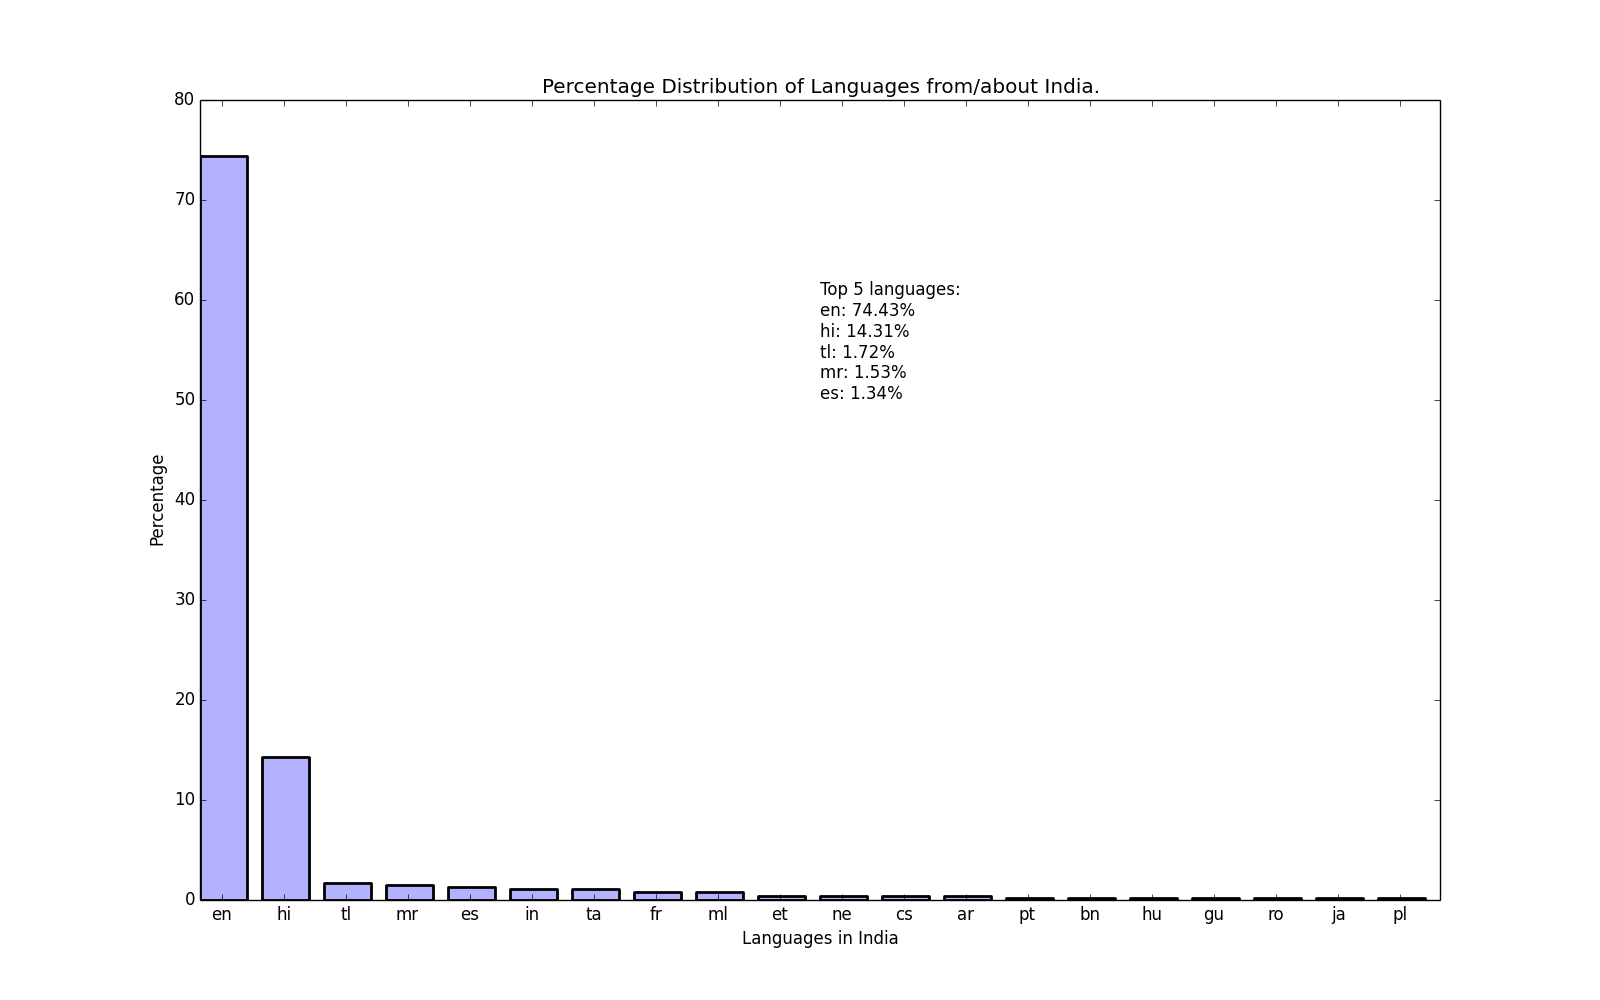 Percentage Distribution of Languages from/about India.
80
70
60
50
40
30
20
10
0
Percentage
Top 5 languages:
en: 74.43%
hi: 14.31%
tl: 1.72%
mr: 1.53%
es: 1.34%
en hi tl mr es in ta fr ml et ne cs ar pt bn hu gu ro ja pl
Languages in India